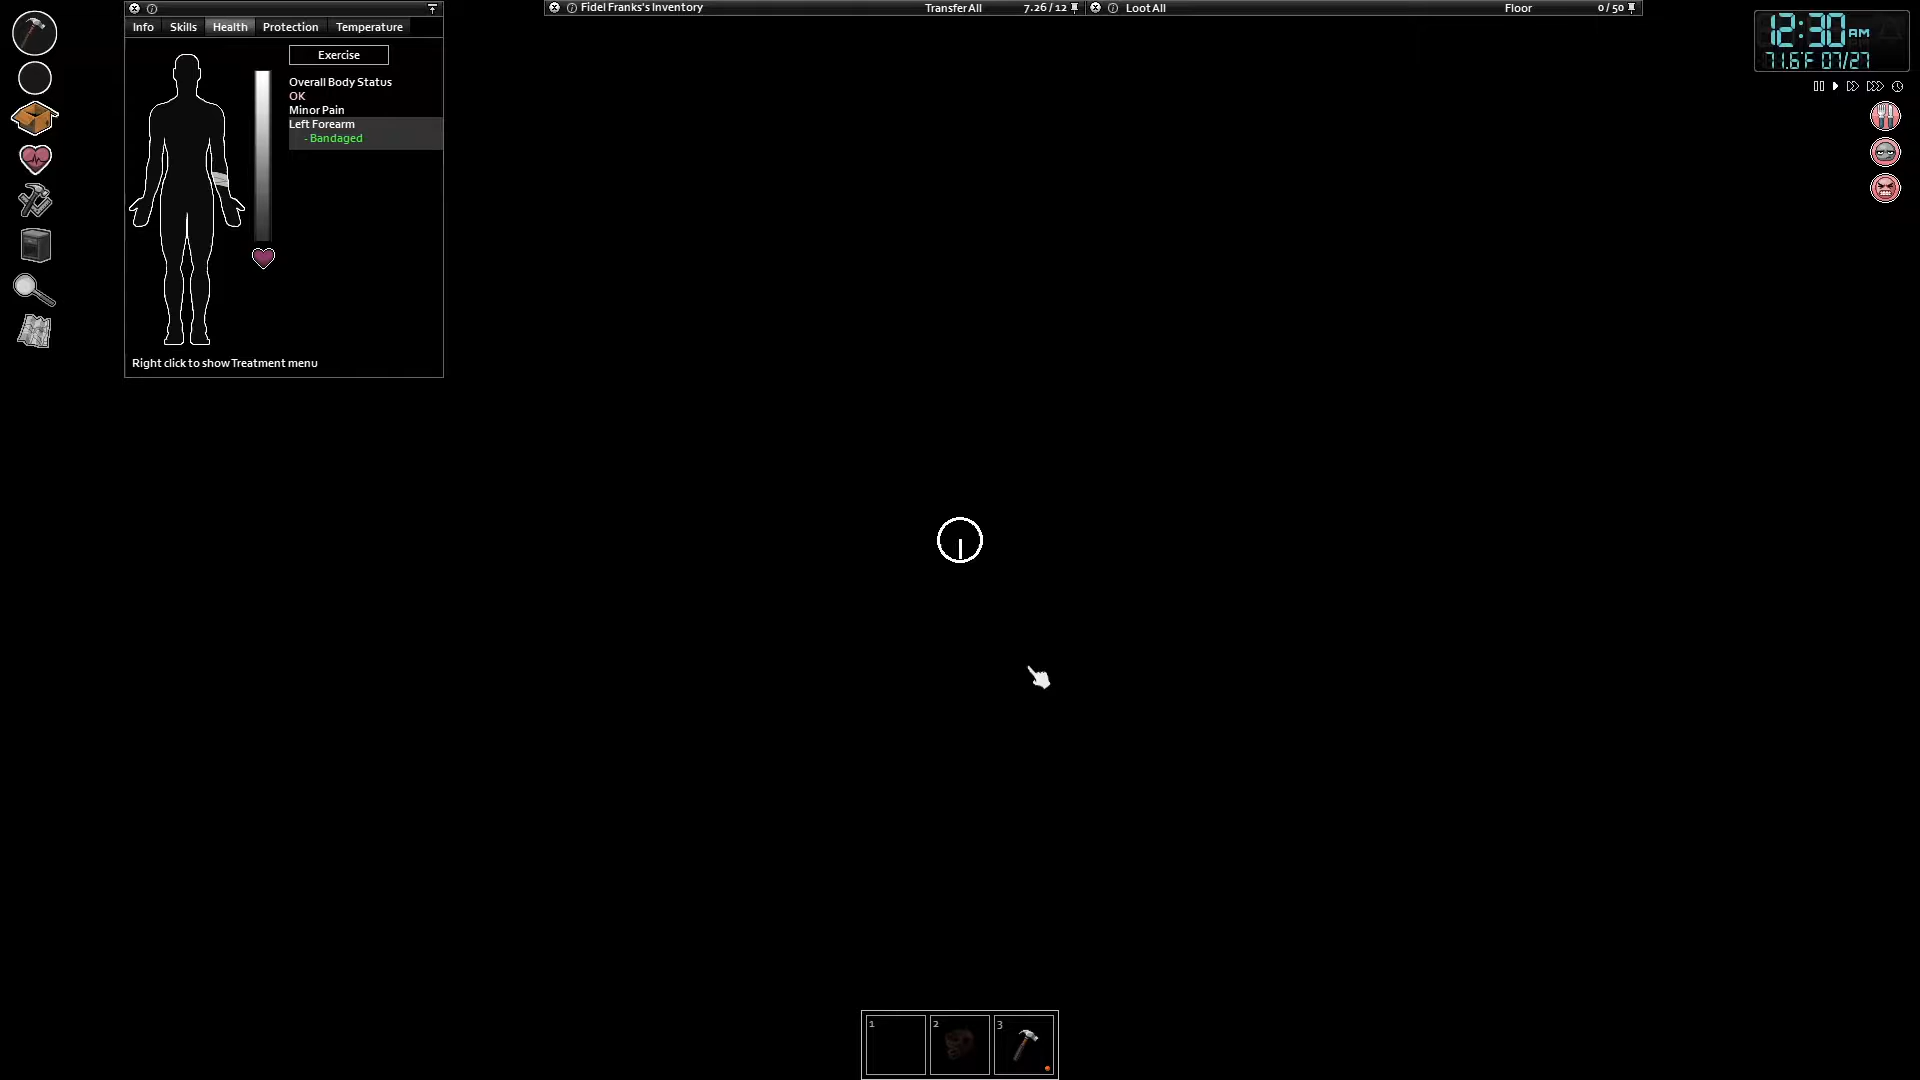 Fidel Franks's Inventory Transfer All 7.26 / 12 Loot All Floor 0 / 50
Info Skills Health Protection Temperature
Exercise
Overall Body Status
OK
Minor Pain
Left Forearm
- Bandaged
Right click to show Treatment menu
12:30 AM
71.6°F 07/27
1 2 3